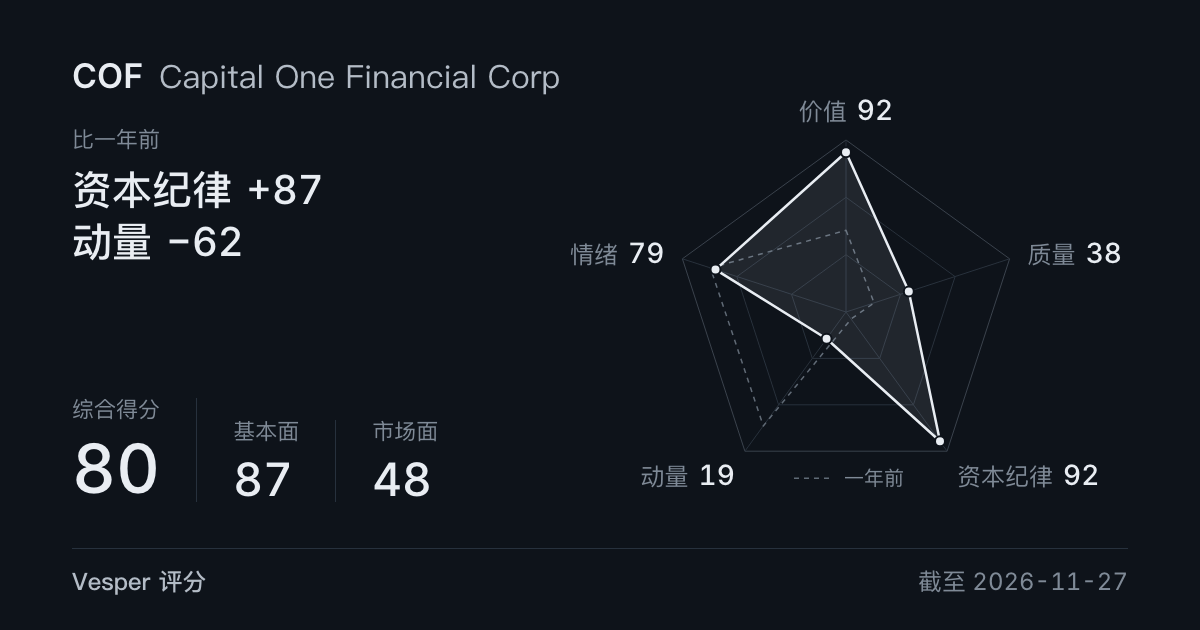 COF Capital One Financial Corp
比一年前
资本纪律 +87
动量 −62
价值 92
情绪 79
质量 38
动量 19
一年前
资本纪律 92
综合得分
80
基本面
87
市场面
48
Vesper 评分
截至 2026-11-27